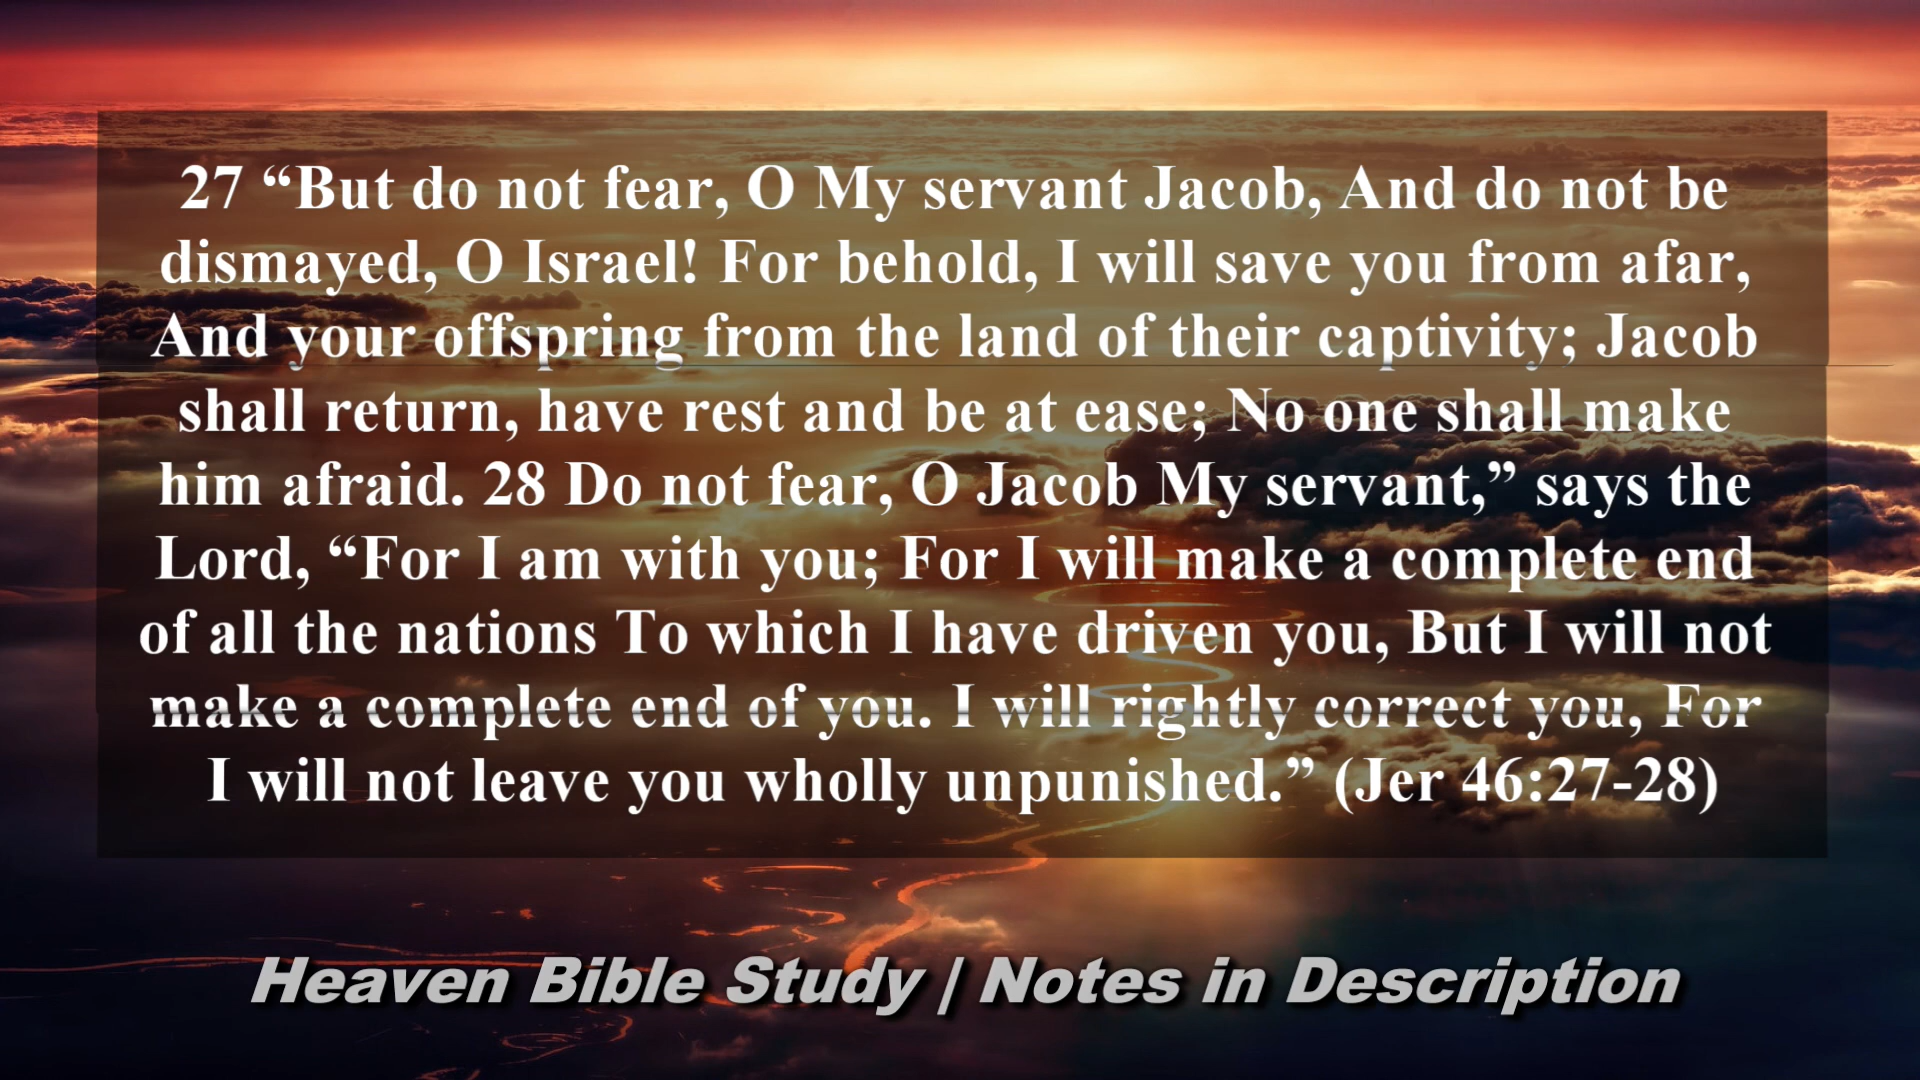 27 “But do not fear, O My servant Jacob, And do not be
dismayed, O Israel! For behold, I will save you from afar,
And your offspring from the land of their captivity; Jacob
shall return, have rest and be at ease; No one shall make
him afraid. 28 Do not fear, O Jacob My servant,” says the
Lord, “For I am with you; For I will make a complete end
of all the nations To which I have driven you, But I will not
make a complete end of you. I will rightly correct you, For
I will not leave you wholly unpunished.” (Jer 46:27-28)
Heaven Bible Study | Notes in Description